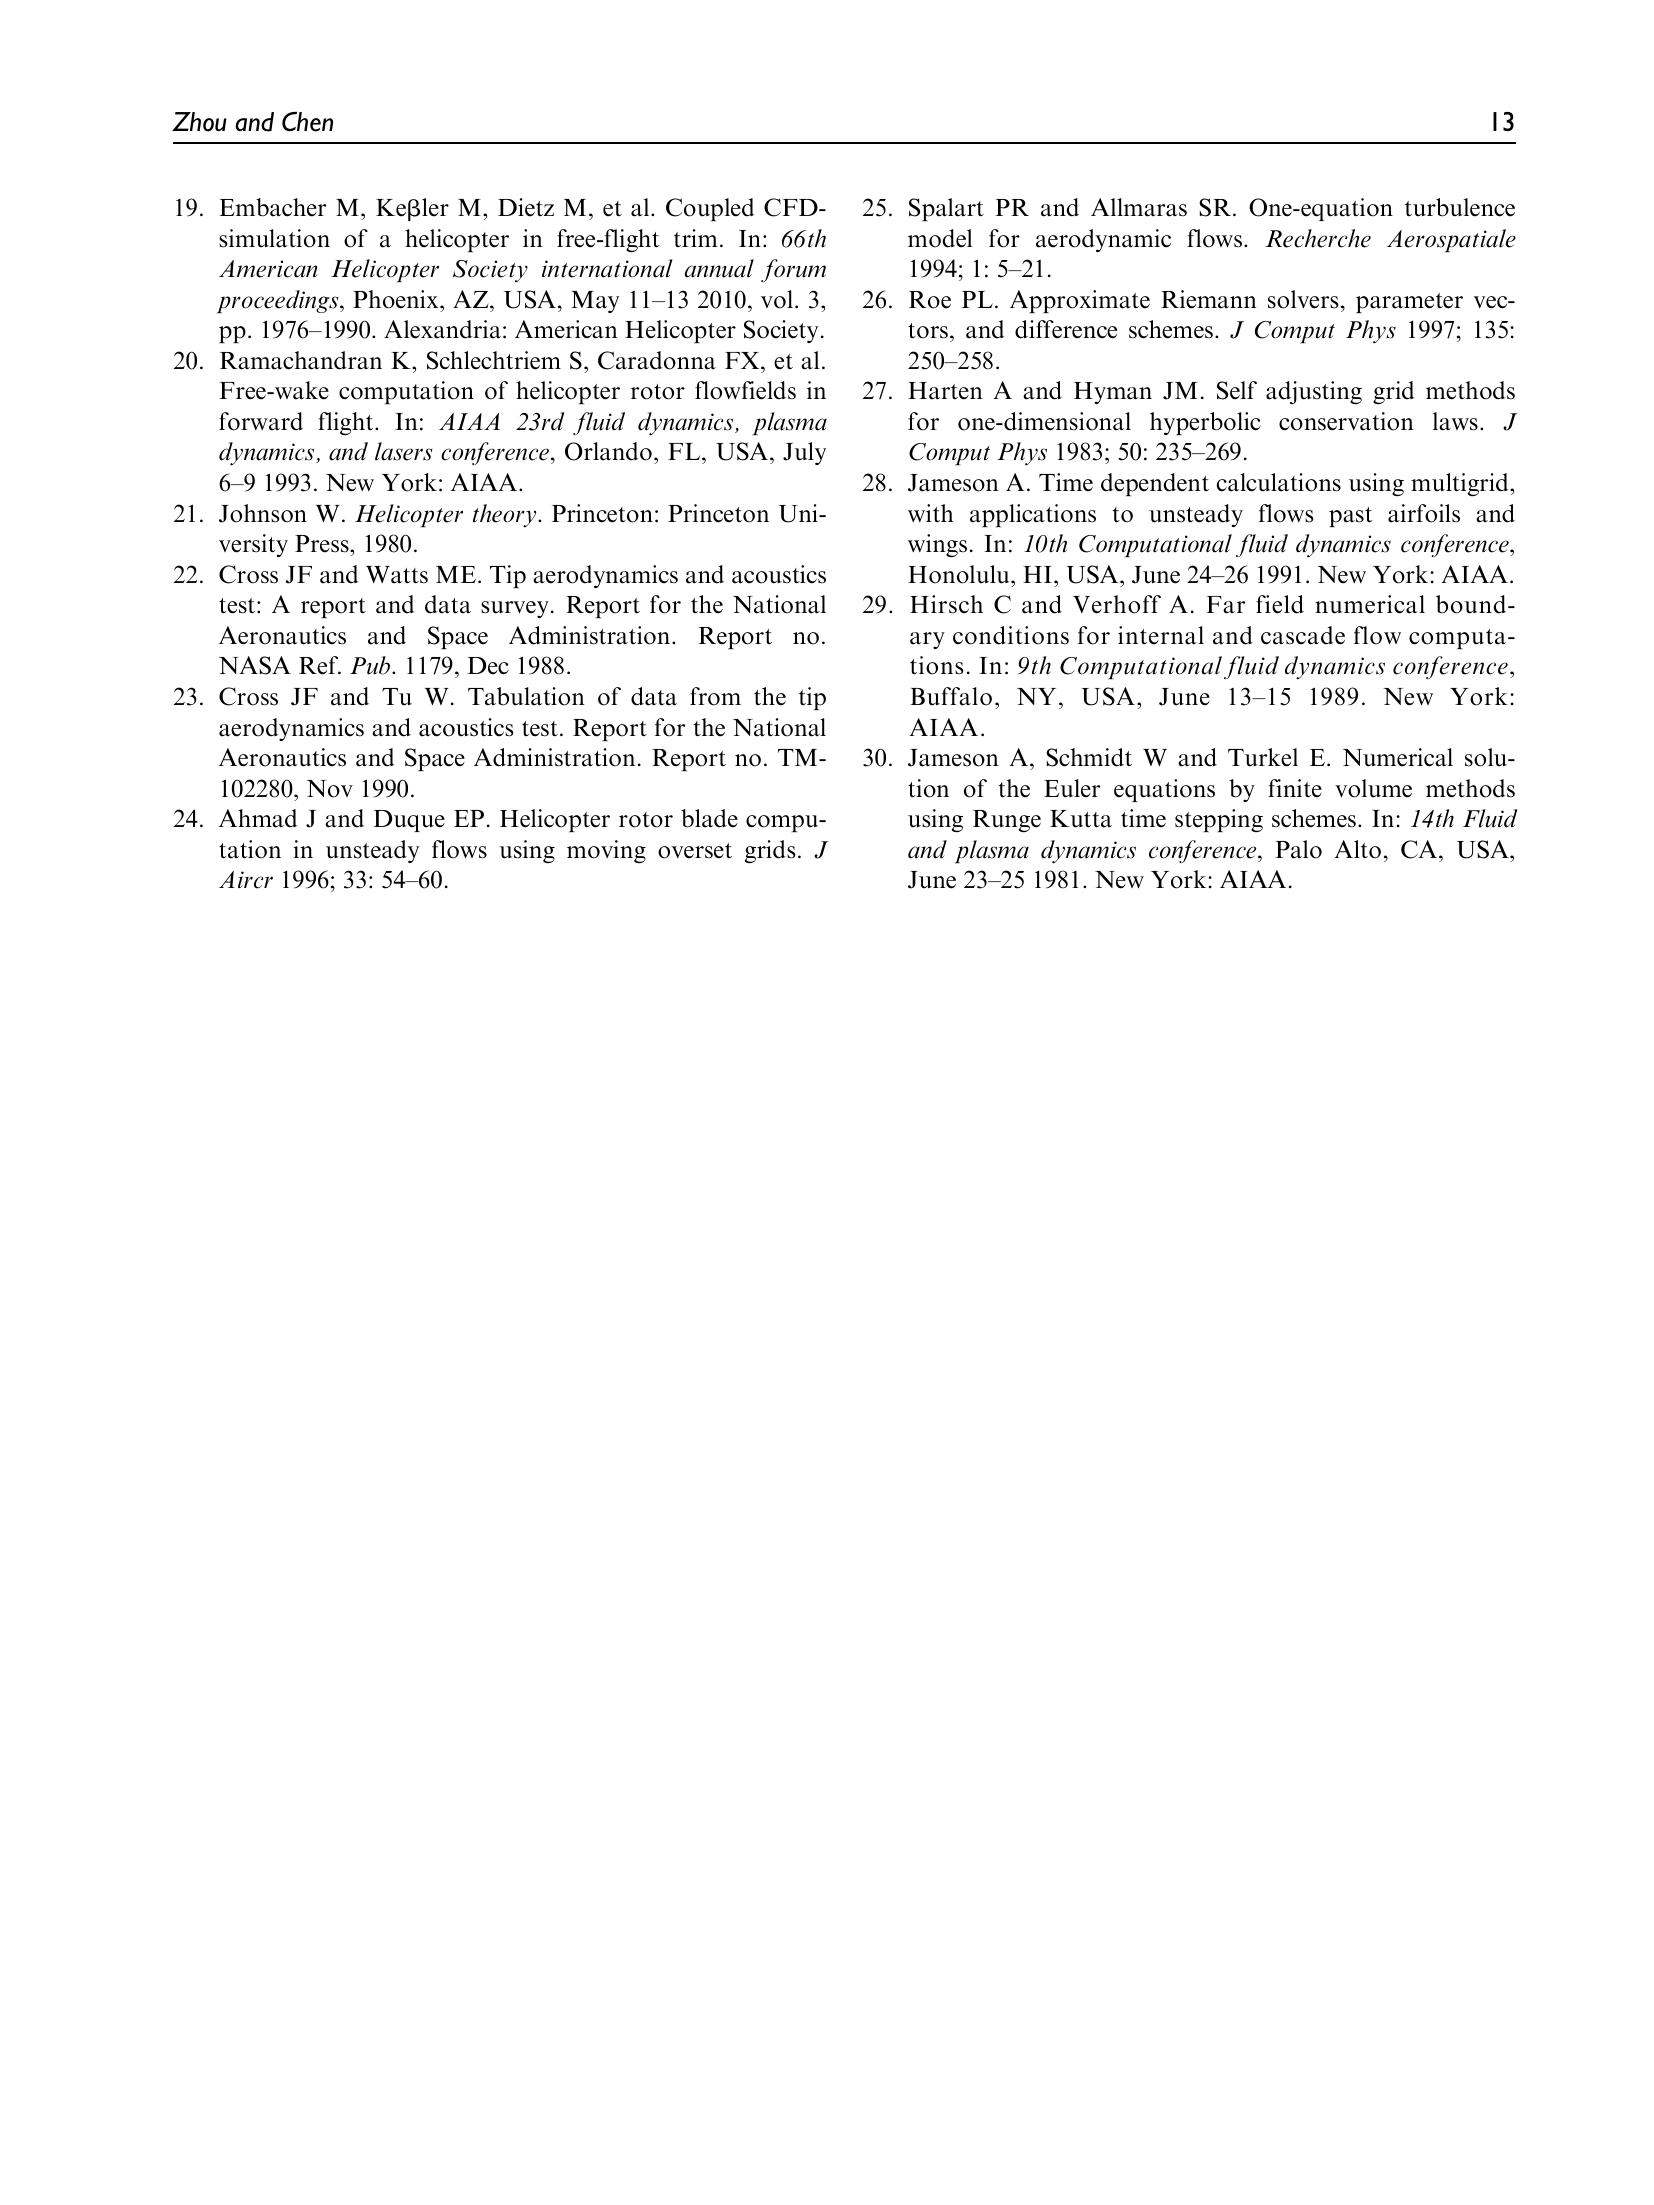 Zhou and Chen 13
19. Embacher M, Keβler M, Dietz M, et al. Coupled CFD-
simulation of a helicopter in free-flight trim. In: 66th
American Helicopter Society international annual forum
proceedings, Phoenix, AZ, USA, May 11–13 2010, vol. 3,
pp. 1976–1990. Alexandria: American Helicopter Society.
20. Ramachandran K, Schlechtriem S, Caradonna FX, et al.
Free-wake computation of helicopter rotor flowfields in
forward flight. In: AIAA 23rd fluid dynamics, plasma
dynamics, and lasers conference, Orlando, FL, USA, July
6–9 1993. New York: AIAA.
21. Johnson W. Helicopter theory. Princeton: Princeton Uni-
versity Press, 1980.
22. Cross JF and Watts ME. Tip aerodynamics and acoustics
test: A report and data survey. Report for the National
Aeronautics and Space Administration. Report no.
NASA Ref. Pub. 1179, Dec 1988.
23. Cross JF and Tu W. Tabulation of data from the tip
aerodynamics and acoustics test. Report for the National
Aeronautics and Space Administration. Report no. TM-
102280, Nov 1990.
24. Ahmad J and Duque EP. Helicopter rotor blade compu-
tation in unsteady flows using moving overset grids. J
Aircr 1996; 33: 54–60.
25. Spalart PR and Allmaras SR. One-equation turbulence
model for aerodynamic flows. Recherche Aerospatiale
1994; 1: 5–21.
26. Roe PL. Approximate Riemann solvers, parameter vec-
tors, and difference schemes. J Comput Phys 1997; 135:
250–258.
27. Harten A and Hyman JM. Self adjusting grid methods
for one-dimensional hyperbolic conservation laws. J
Comput Phys 1983; 50: 235–269.
28. Jameson A. Time dependent calculations using multigrid,
with applications to unsteady flows past airfoils and
wings. In: 10th Computational fluid dynamics conference,
Honolulu, HI, USA, June 24–26 1991. New York: AIAA.
29. Hirsch C and Verhoff A. Far field numerical bound-
ary conditions for internal and cascade flow computa-
tions. In: 9th Computational fluid dynamics conference,
Buffalo, NY, USA, June 13–15 1989. New York:
AIAA.
30. Jameson A, Schmidt W and Turkel E. Numerical solu-
tion of the Euler equations by finite volume methods
using Runge Kutta time stepping schemes. In: 14th Fluid
and plasma dynamics conference, Palo Alto, CA, USA,
June 23–25 1981. New York: AIAA.